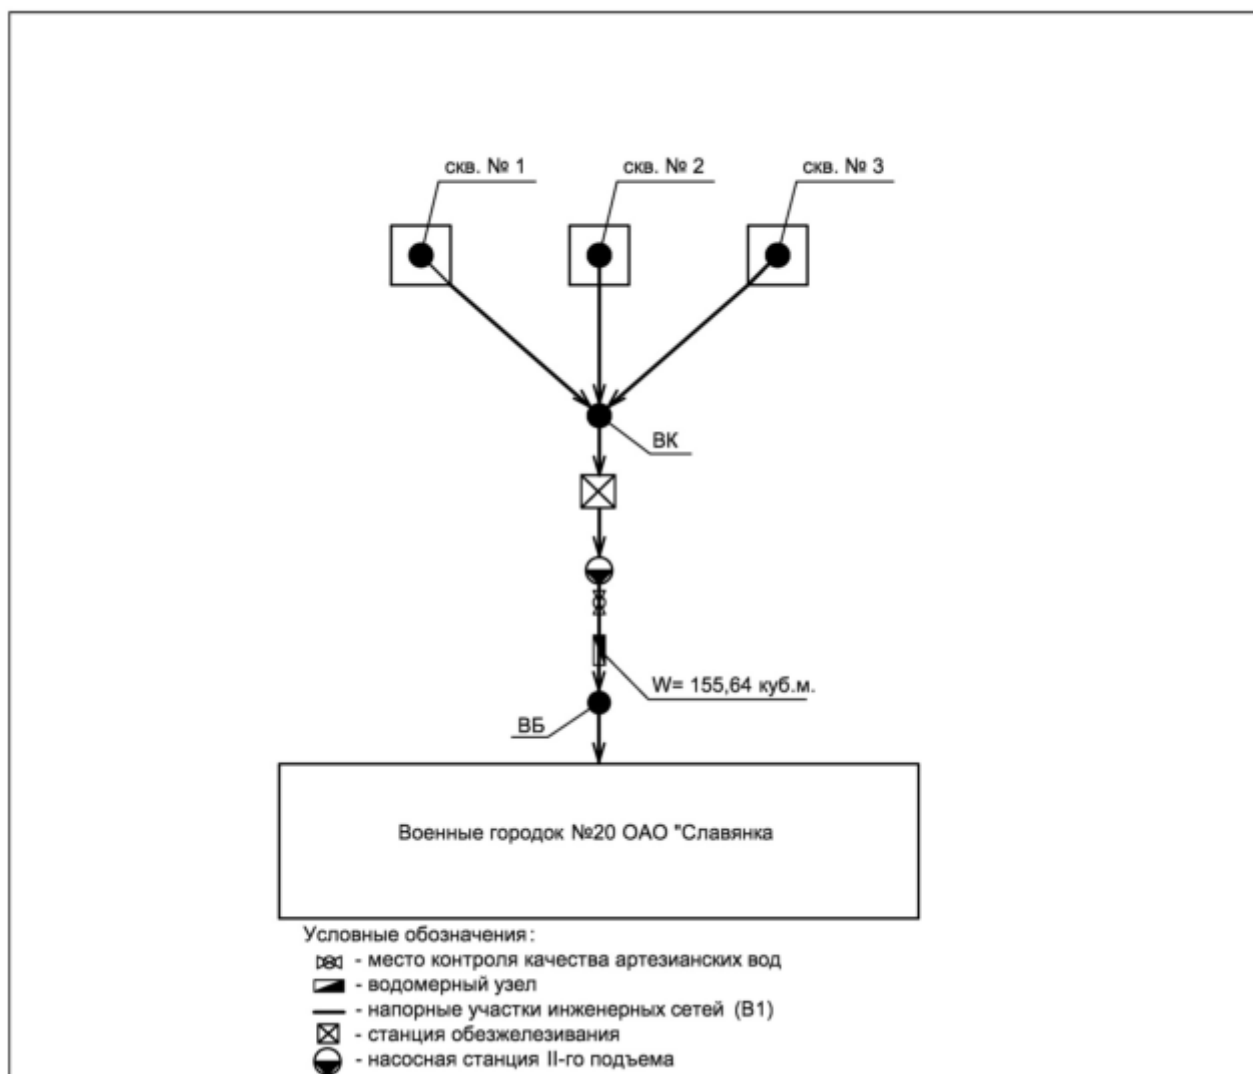 скв. № 1
скв. № 2
скв. № 3
ВК
W= 155,64 куб.м.
ВБ
Военные городок №20 ОАО "Славянка
Условные обозначения:
- место контроля качества артезианских вод
- водомерный узел
- напорные участки инженерных сетей (В1)
- станция обезжелезивания
- насосная станция II-го подъема